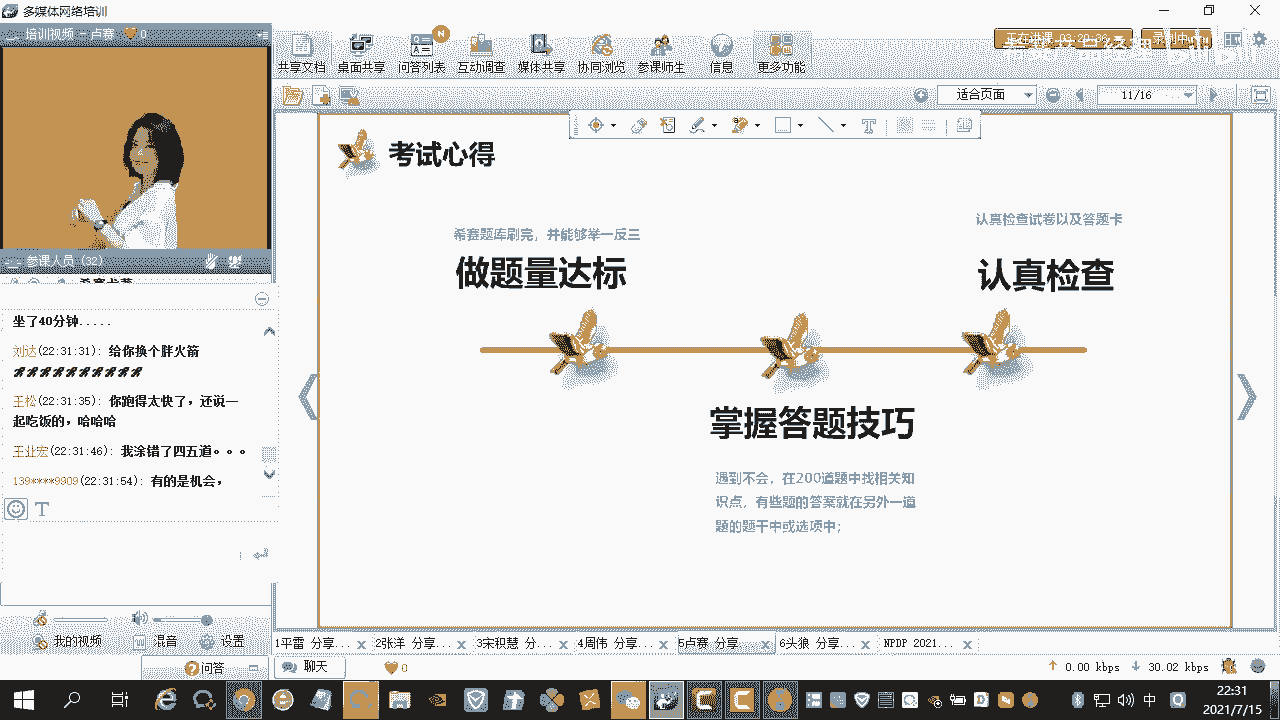 多媒体网络培训
培训视频 - 卢赛 0
共享文档 桌面共享 问答列表 互动调查 媒体共享 协同浏览 参课师生 信息 更多功能
适合页面 11/16
考试心得
希赛题库刷完，并能够举一反三
做题量达标
认真检查试卷以及答题卡
认真检查
掌握答题技巧
遇到不会，在200道题中找相关知
识点，有些题的答案就在另外一道
题的题干中或选项中；
参课人员 (32)
坐了40分钟.....
刘达(22:31:31): 给你换个胖火箭
王松(22:31:35): 你跑得太快了，还说一
起吃饭的，哈哈哈
王业宏(22:31:46): 我涂错了四五道。。。
139****3909(22:31:54): 有的是机会，
我的视频 混音 设置
1平雷 分享... 2张洋 分享... 3宋积慧 分... 4周伟 分享... 5卢赛 分享... 6头狼 分享... NPDP 2021...
问答 聊天 0
0.00 kbps 30.02 kbps
中
22:31
2021/7/15